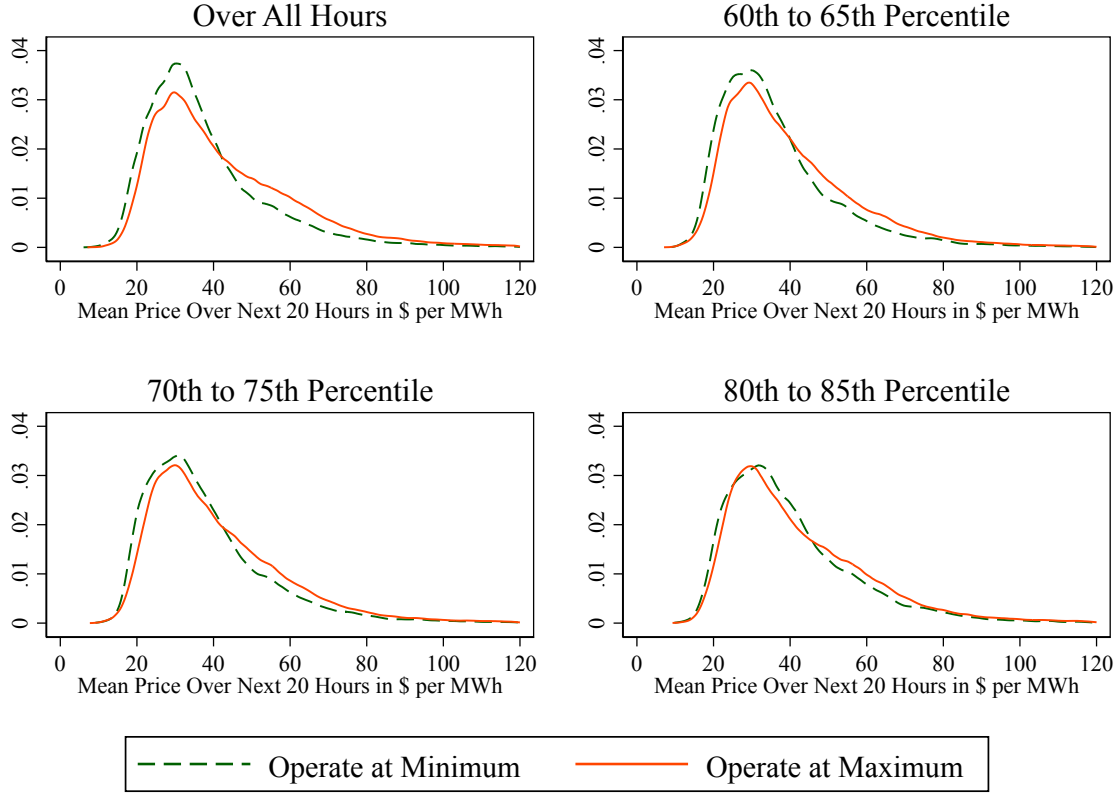 Over All Hours
.04
.03
.02
.01
0
0 20 40 60 80 100 120
Mean Price Over Next 20 Hours in $ per MWh
60th to 65th Percentile
.04
.03
.02
.01
0
0 20 40 60 80 100 120
Mean Price Over Next 20 Hours in $ per MWh
70th to 75th Percentile
.04
.03
.02
.01
0
0 20 40 60 80 100 120
Mean Price Over Next 20 Hours in $ per MWh
80th to 85th Percentile
.04
.03
.02
.01
0
0 20 40 60 80 100 120
Mean Price Over Next 20 Hours in $ per MWh
Operate at Minimum Operate at Maximum